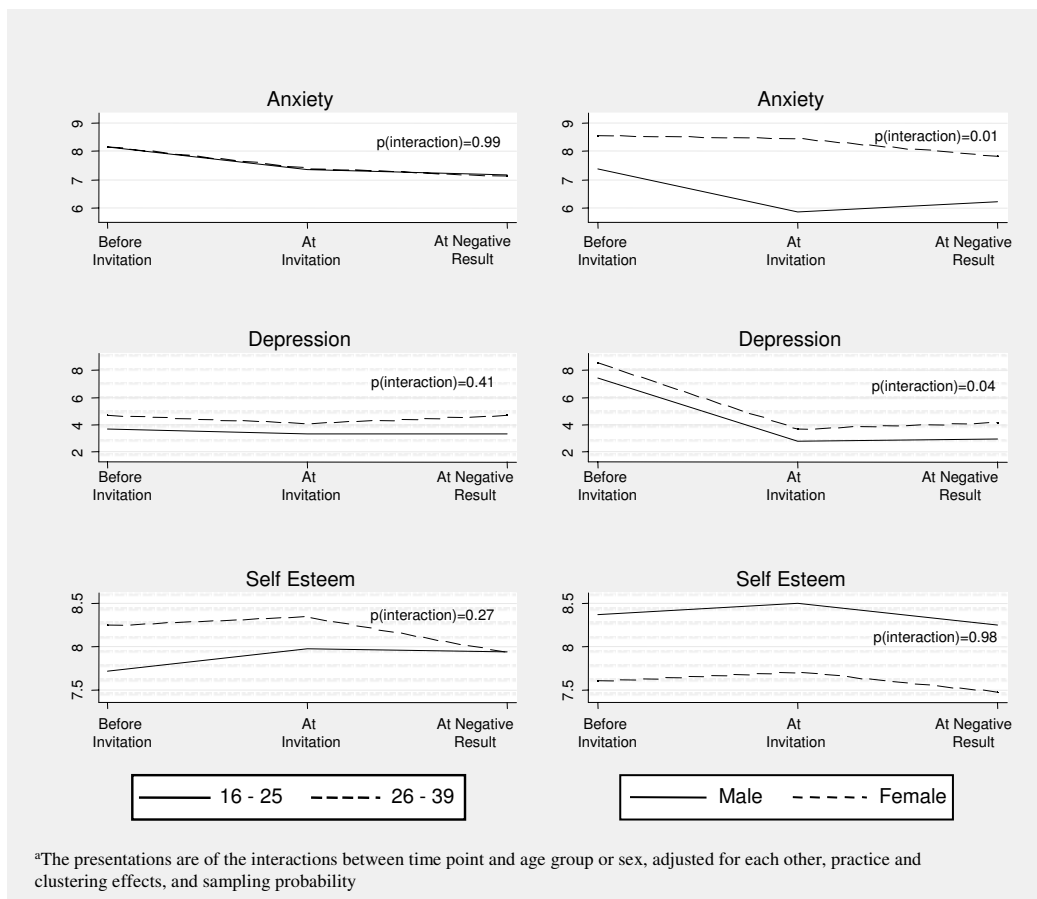 Anxiety
9
8
7
6
p(interaction)=0.99
Before
Invitation
At
Invitation
At Negative
Result
Anxiety
9
8
7
6
p(interaction)=0.01
Before
Invitation
At
Invitation
At Negative
Result
Depression
8
6
4
2
p(interaction)=0.41
Before
Invitation
At
Invitation
At Negative
Result
Depression
8
6
4
2
p(interaction)=0.04
Before
Invitation
At
Invitation
At Negative
Result
Self Esteem
8.5
8
7.5
p(interaction)=0.27
Before
Invitation
At
Invitation
At Negative
Result
Self Esteem
8.5
8
7.5
p(interaction)=0.98
Before
Invitation
At
Invitation
At Negative
Result
16 - 25 26 - 39
Male Female
ᵃThe presentations are of the interactions between time point and age group or sex, adjusted for each other, practice and
clustering effects, and sampling probability